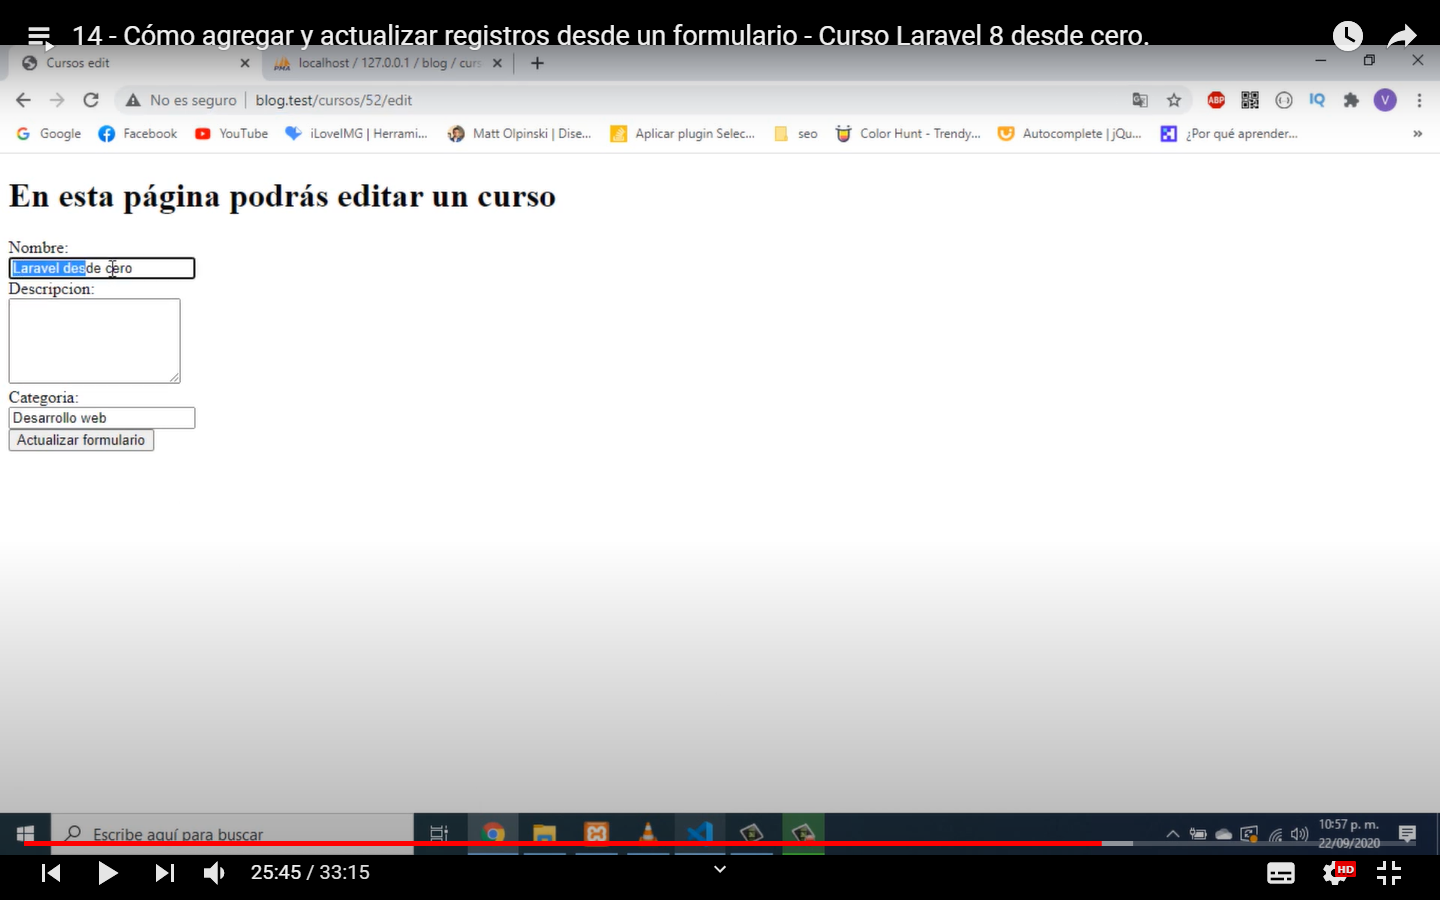 14 - Cómo agregar y actualizar registros desde un formulario - Curso Laravel 8 desde cero.
Cursos edit
localhost / 127.0.0.1 / blog / curs
No es seguro
blog.test/cursos/52/edit
ABP
IQ
V
Google
Facebook
YouTube
iLoveIMG | Herrami...
Matt Olpinski | Dise...
Aplicar plugin Selec...
seo
Color Hunt - Trendy...
Autocomplete | jQu...
¿Por qué aprender...
»
En esta página podrás editar un curso
Nombre:
Laravel desde cero
Descripcion:
Categoria:
Desarrollo web
Actualizar formulario
Escribe aquí para buscar
10:57 p. m.
22/09/2020
25:45 / 33:15
HD